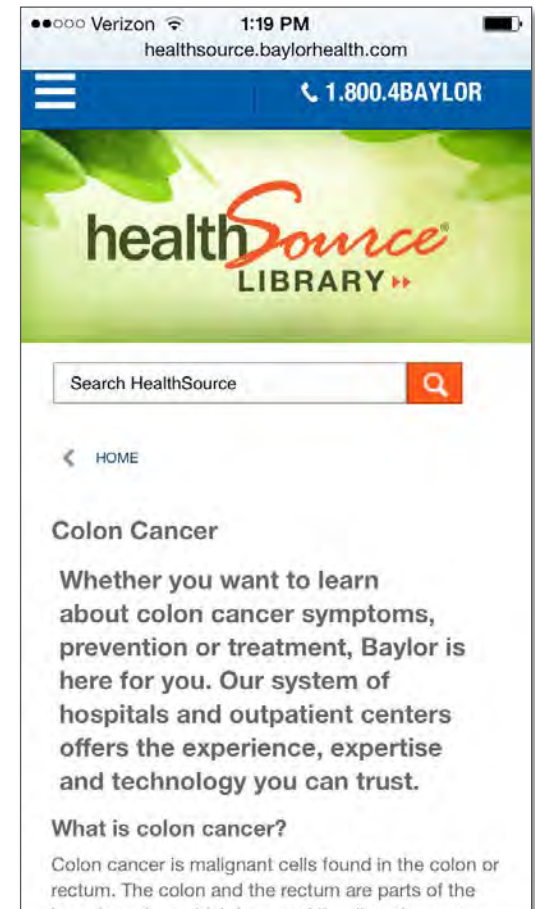 Verizon 1:19 PM
healthsource.baylorhealth.com
1.800.4BAYLOR
healthSource®
LIBRARY
Search HealthSource
HOME
Colon Cancer
Whether you want to learn
about colon cancer symptoms,
prevention or treatment, Baylor is
here for you. Our system of
hospitals and outpatient centers
offers the experience, expertise
and technology you can trust.
What is colon cancer?
Colon cancer is malignant cells found in the colon or
rectum. The colon and the rectum are parts of the